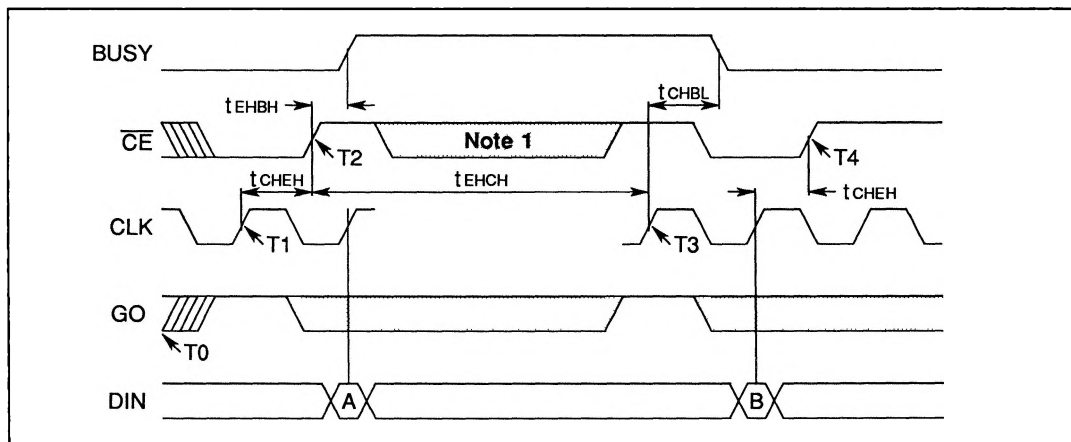 BUSY
tEHBH
tCHBL
CE
T2
Note 1
T4
tCHEH
tEHCH
tCHEH
CLK
T1
T3
GO
T0
DIN
A
B